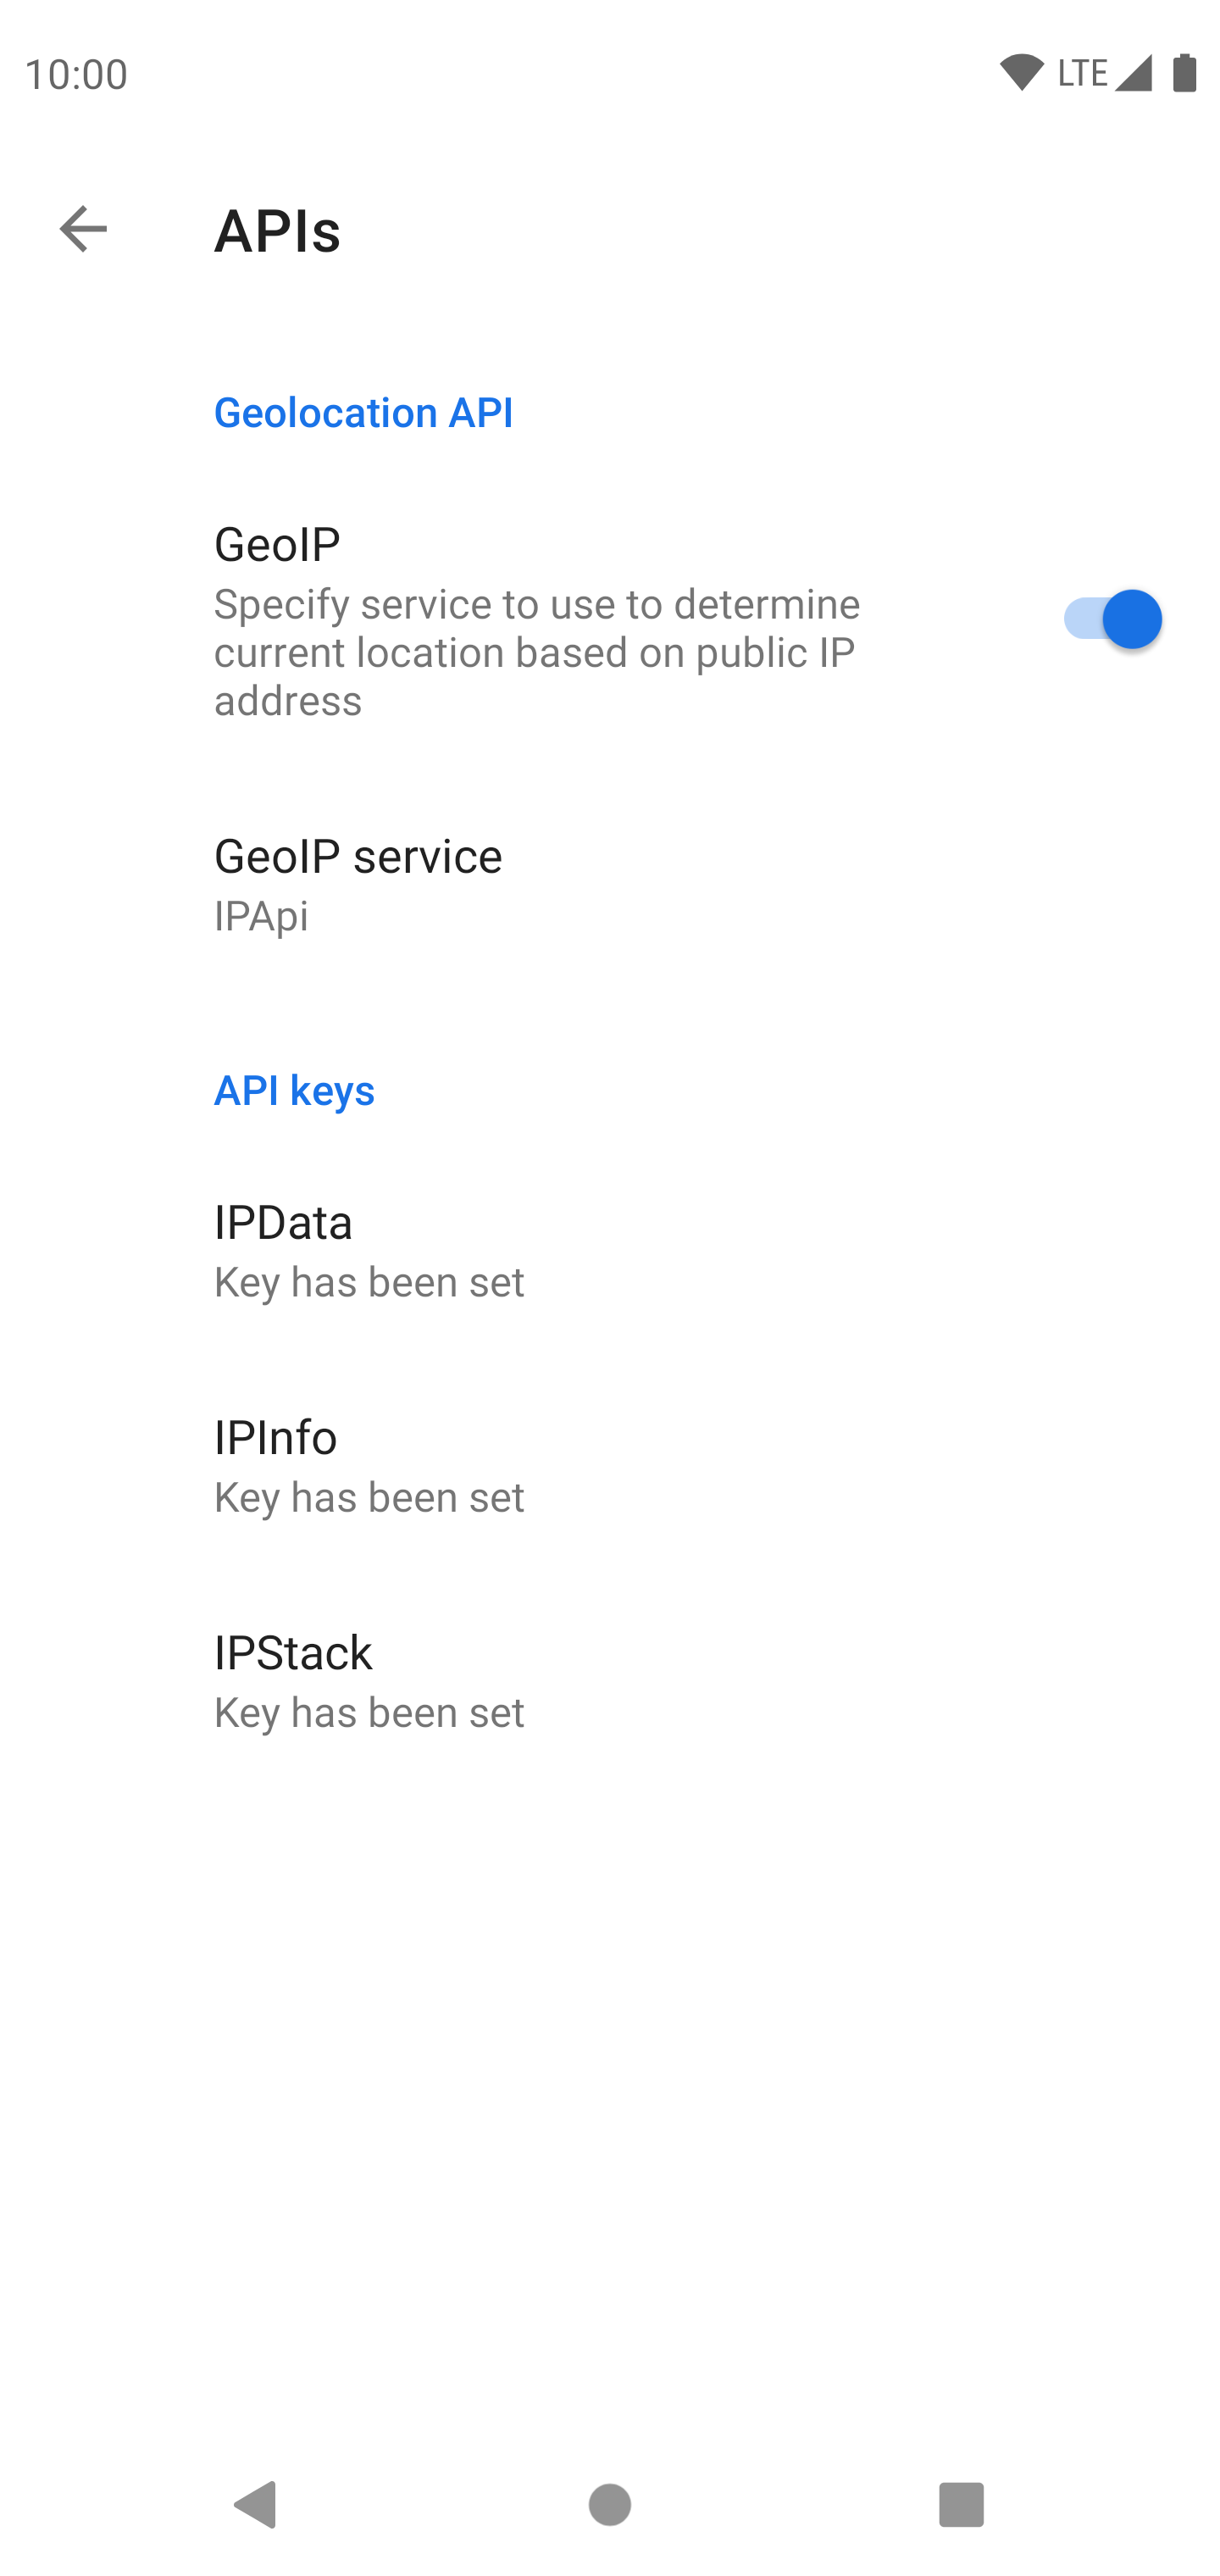 10:00
LTE
APIs
Geolocation API
GeoIP
Specify service to use to determine
current location based on public IP
address
GeoIP service
IPApi
API keys
IPData
Key has been set
IPInfo
Key has been set
IPStack
Key has been set